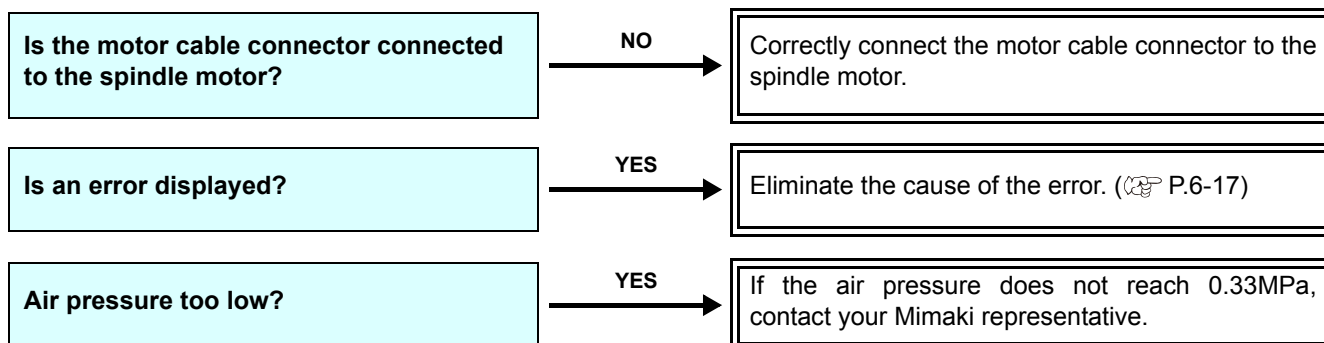 Is the motor cable connector connected
to the spindle motor?
NO
Correctly connect the motor cable connector to the
spindle motor.
Is an error displayed?
YES
Eliminate the cause of the error. (☞ P.6-17)
Air pressure too low?
YES
If the air pressure does not reach 0.33MPa,
contact your Mimaki representative.